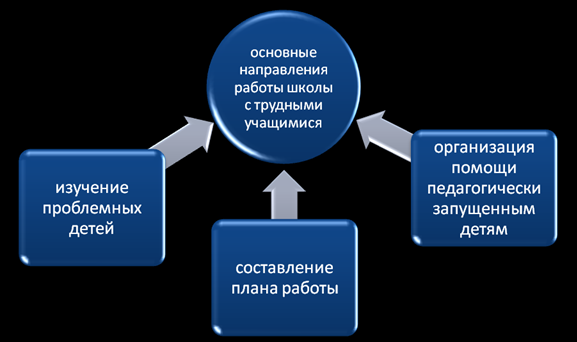 основные
направления
работы школы
с трудными
учащимися
изучение
проблемных
детей
составление
плана работы
организация
помощи
педагогически
запущенным
детям